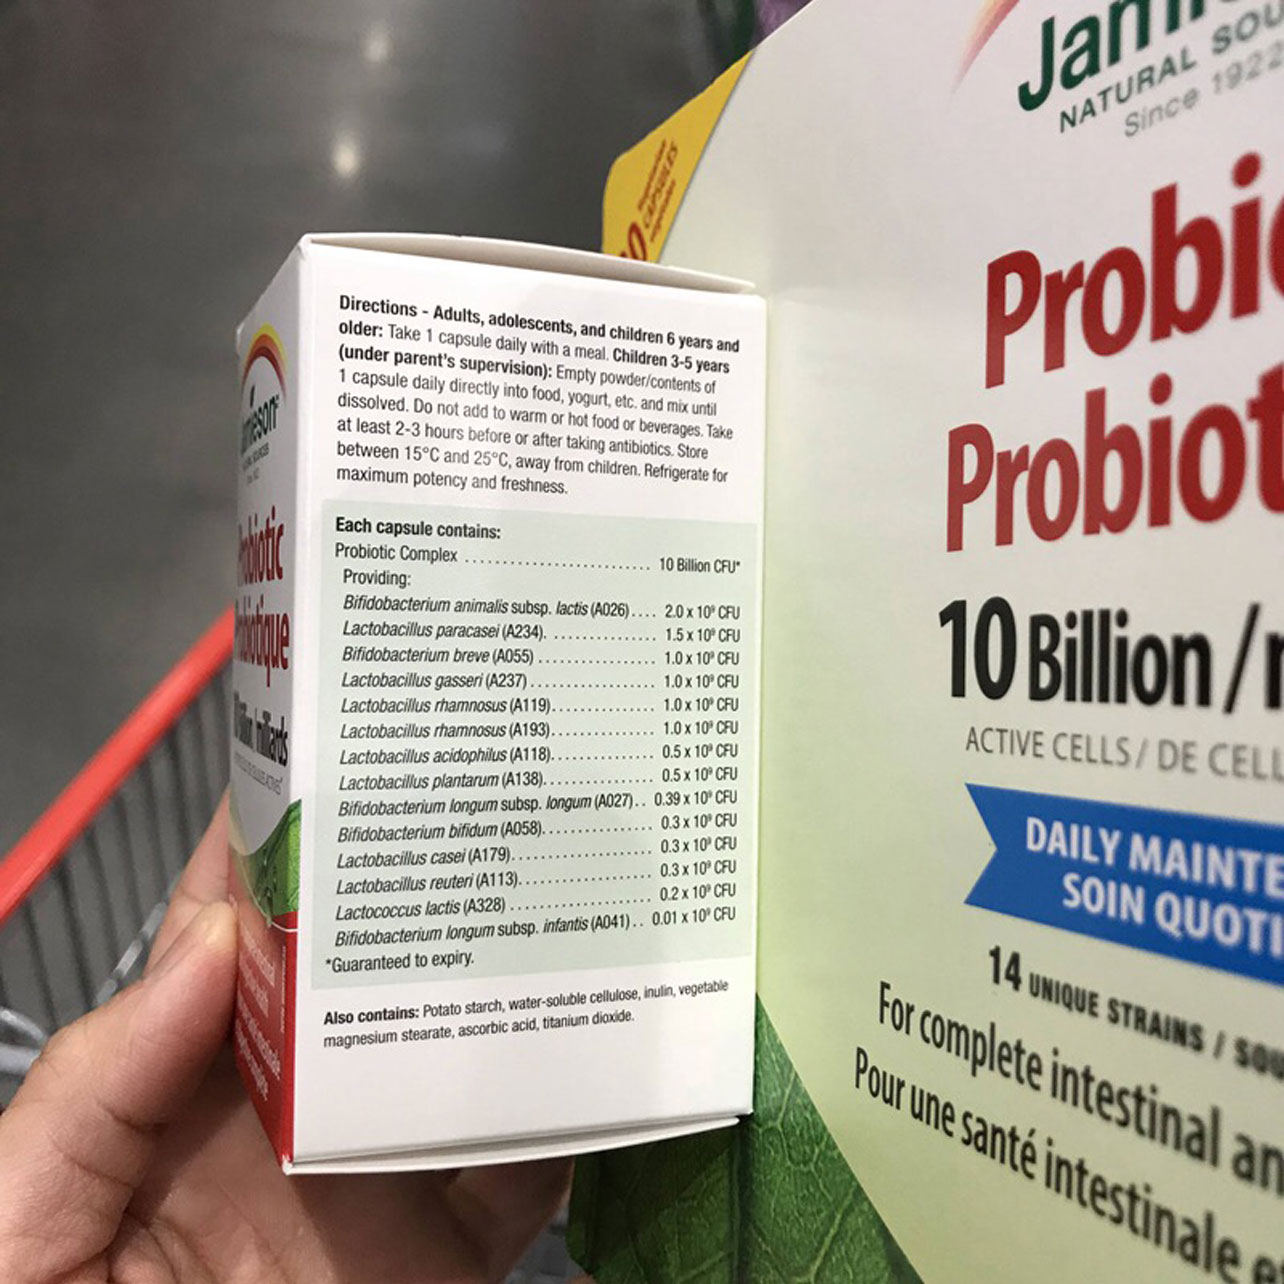 Directions - Adults, adolescents, and children 6 years and
older: Take 1 capsule daily with a meal. Children 3-5 years
(under parent's supervision): Empty powder/contents of
1 capsule daily directly into food, yogurt, etc. and mix until
dissolved. Do not add to warm or hot food or beverages. Take
at least 2-3 hours before or after taking antibiotics. Store
between 15°C and 25°C, away from children. Refrigerate for
maximum potency and freshness.
Each capsule contains:
Probiotic Complex ............................ 10 Billion CFU*
Providing:
Bifidobacterium animalis subsp. lactis (A026).... 2.0 x 10⁹ CFU
Lactobacillus paracasei (A234). ................ 1.5 x 10⁹ CFU
Bifidobacterium breve (A055) .................. 1.0 x 10⁹ CFU
Lactobacillus gasseri (A237) ................... 1.0 x 10⁹ CFU
Lactobacillus rhamnosus (A119)................ 1.0 x 10⁹ CFU
Lactobacillus rhamnosus (A193)................ 1.0 x 10⁹ CFU
Lactobacillus acidophilus (A118)................ 0.5 x 10⁹ CFU
Lactobacillus plantarum (A138)................. 0.5 x 10⁹ CFU
Bifidobacterium longum subsp. longum (A027).. 0.39 x 10⁹ CFU
Bifidobacterium bifidum (A058)................. 0.3 x 10⁹ CFU
Lactobacillus casei (A179)...................... 0.3 x 10⁹ CFU
Lactobacillus reuteri (A113)..................... 0.3 x 10⁹ CFU
Lactococcus lactis (A328) ...................... 0.2 x 10⁹ CFU
Bifidobacterium longum subsp. infantis (A041).. 0.01 x 10⁹ CFU
*Guaranteed to expiry.
Also contains: Potato starch, water-soluble cellulose, inulin, vegetable
magnesium stearate, ascorbic acid, titanium dioxide.
Jamieson
Probiotic
Probiotique
10 Billion/milliards
CAPSULES
NATURAL SOU
Since 1922
Probi
Probiot
10 Billion/
ACTIVE CELLS / DE CELL
DAILY MAINTE
SOIN QUOTI
14 UNIQUE STRAINS / SOU
For complete intestinal an
Pour une santé intestinale e